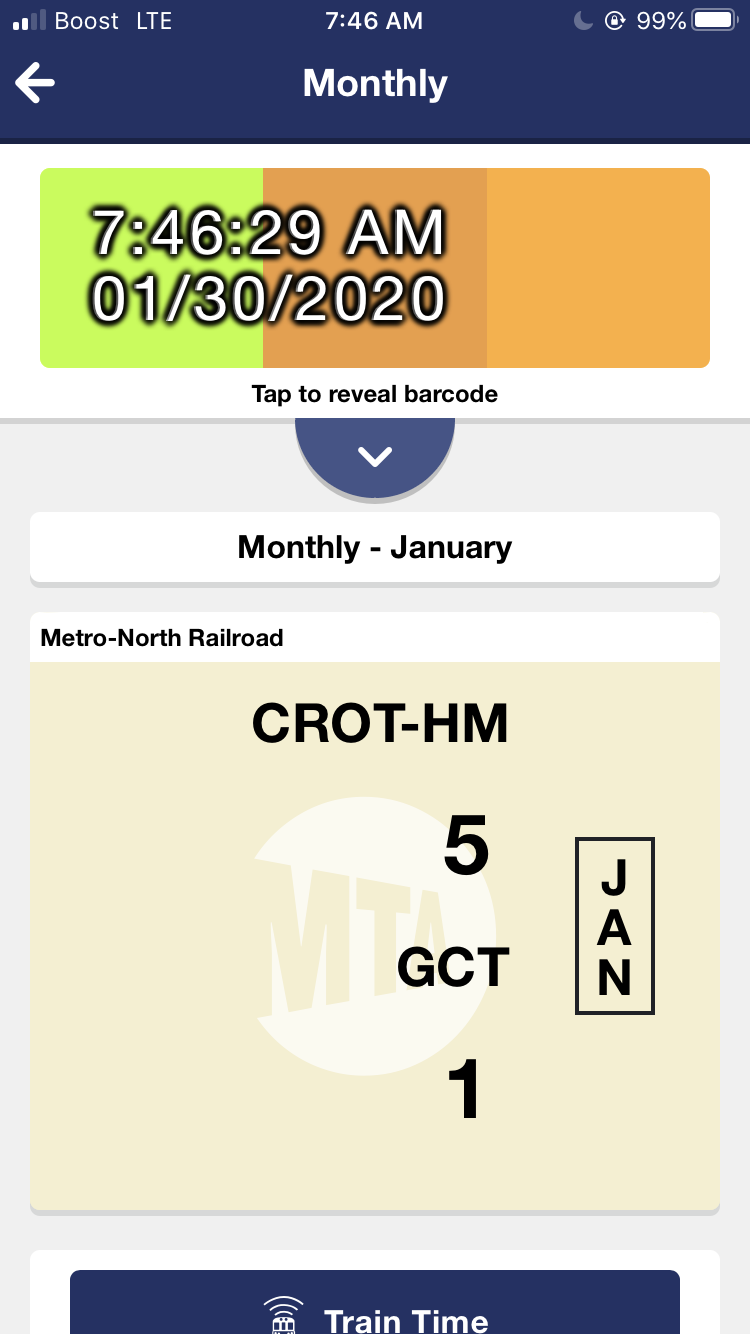 Boost LTE 7:46 AM 99%
Monthly
7:46:29 AM
01/30/2020
Tap to reveal barcode
Monthly - January
Metro-North Railroad
CROT-HM
5
MTA
GCT
1
J
A
N
Train Time